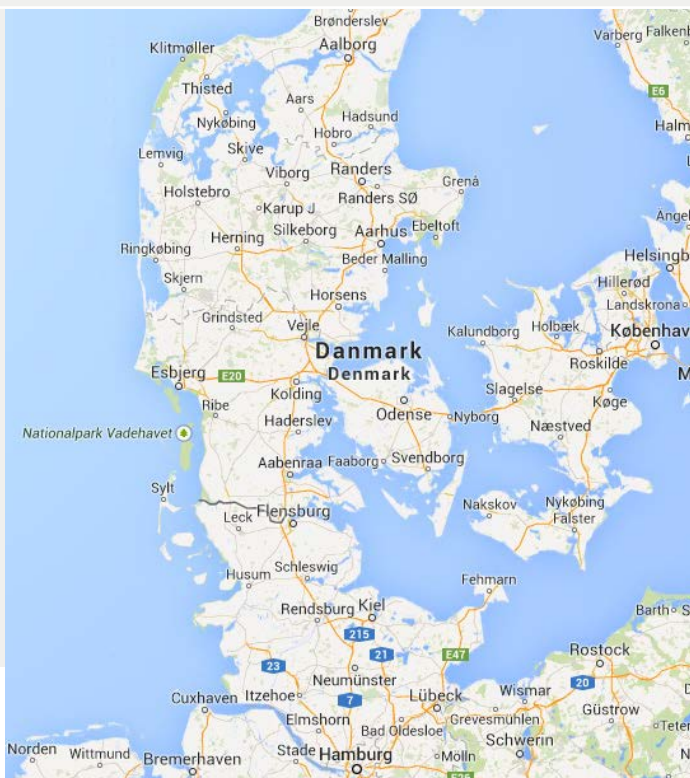 Brønderslev
Varberg
Falkenb
Klitmøller
Aalborg
Thisted
E6
Aars
Nykøbing
Hadsund
Halm
Hobro
Lemvig
Skive
Viborg
Randers
Grenå
Holstebro
Randers SØ
Karup J
Ängel
Silkeborg
Aarhus
Ebeltoft
Herning
Ringkøbing
Beder Malling
Helsingb
Skjern
Hillerød
Horsens
Landskrona
Grindsted
Vejle
Kalundborg
Holbæk
Københav
Danmark
Denmark
Roskilde
Esbjerg
E20
M
Kolding
Slagelse
Køge
Ribe
Odense
Nyborg
Haderslev
Næstved
Nationalpark Vadehavet
Aabenraa
Faaborg
Svendborg
Sylt
Nakskov
Nykøbing
Falster
Leck
Flensburg
Schleswig
Husum
Fehmarn
Rendsburg
Kiel
Barth
S
215
21
E47
Rostock
23
Neumünster
20
Cuxhaven
Itzehoe
7
Lübeck
Wismar
Güstrow
Elmshorn
Bad Oldesloe
Grevesmühlen
Teter
Norden
Wittmund
Bremerhaven
Stade
Hamburg
Mölln
Schwerin
N
E26